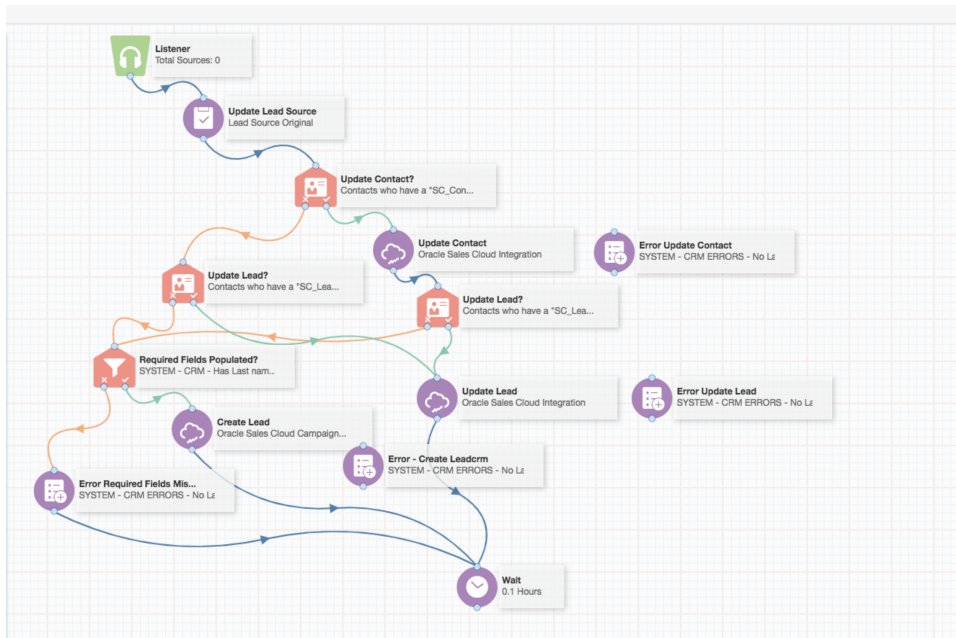 Listener
Total Sources: 0
Update Lead Source
Lead Source Original
Update Contact?
Contacts who have a "SC_Con...
Update Contact
Oracle Sales Cloud Integration
Error Update Contact
SYSTEM - CRM ERRORS - No La
Update Lead?
Contacts who have a "SC_Lea...
Update Lead?
Contacts who have a "SC_Lea...
Required Fields Populated?
SYSTEM - CRM - Has Last nam...
Update Lead
Oracle Sales Cloud Integration
Error Update Lead
SYSTEM - CRM ERRORS - No La
Create Lead
Oracle Sales Cloud Campaign...
Error - Create Leadcrm
SYSTEM - CRM ERRORS - No La
Error Required Fields Mis...
SYSTEM - CRM ERRORS - No La
Wait
0.1 Hours